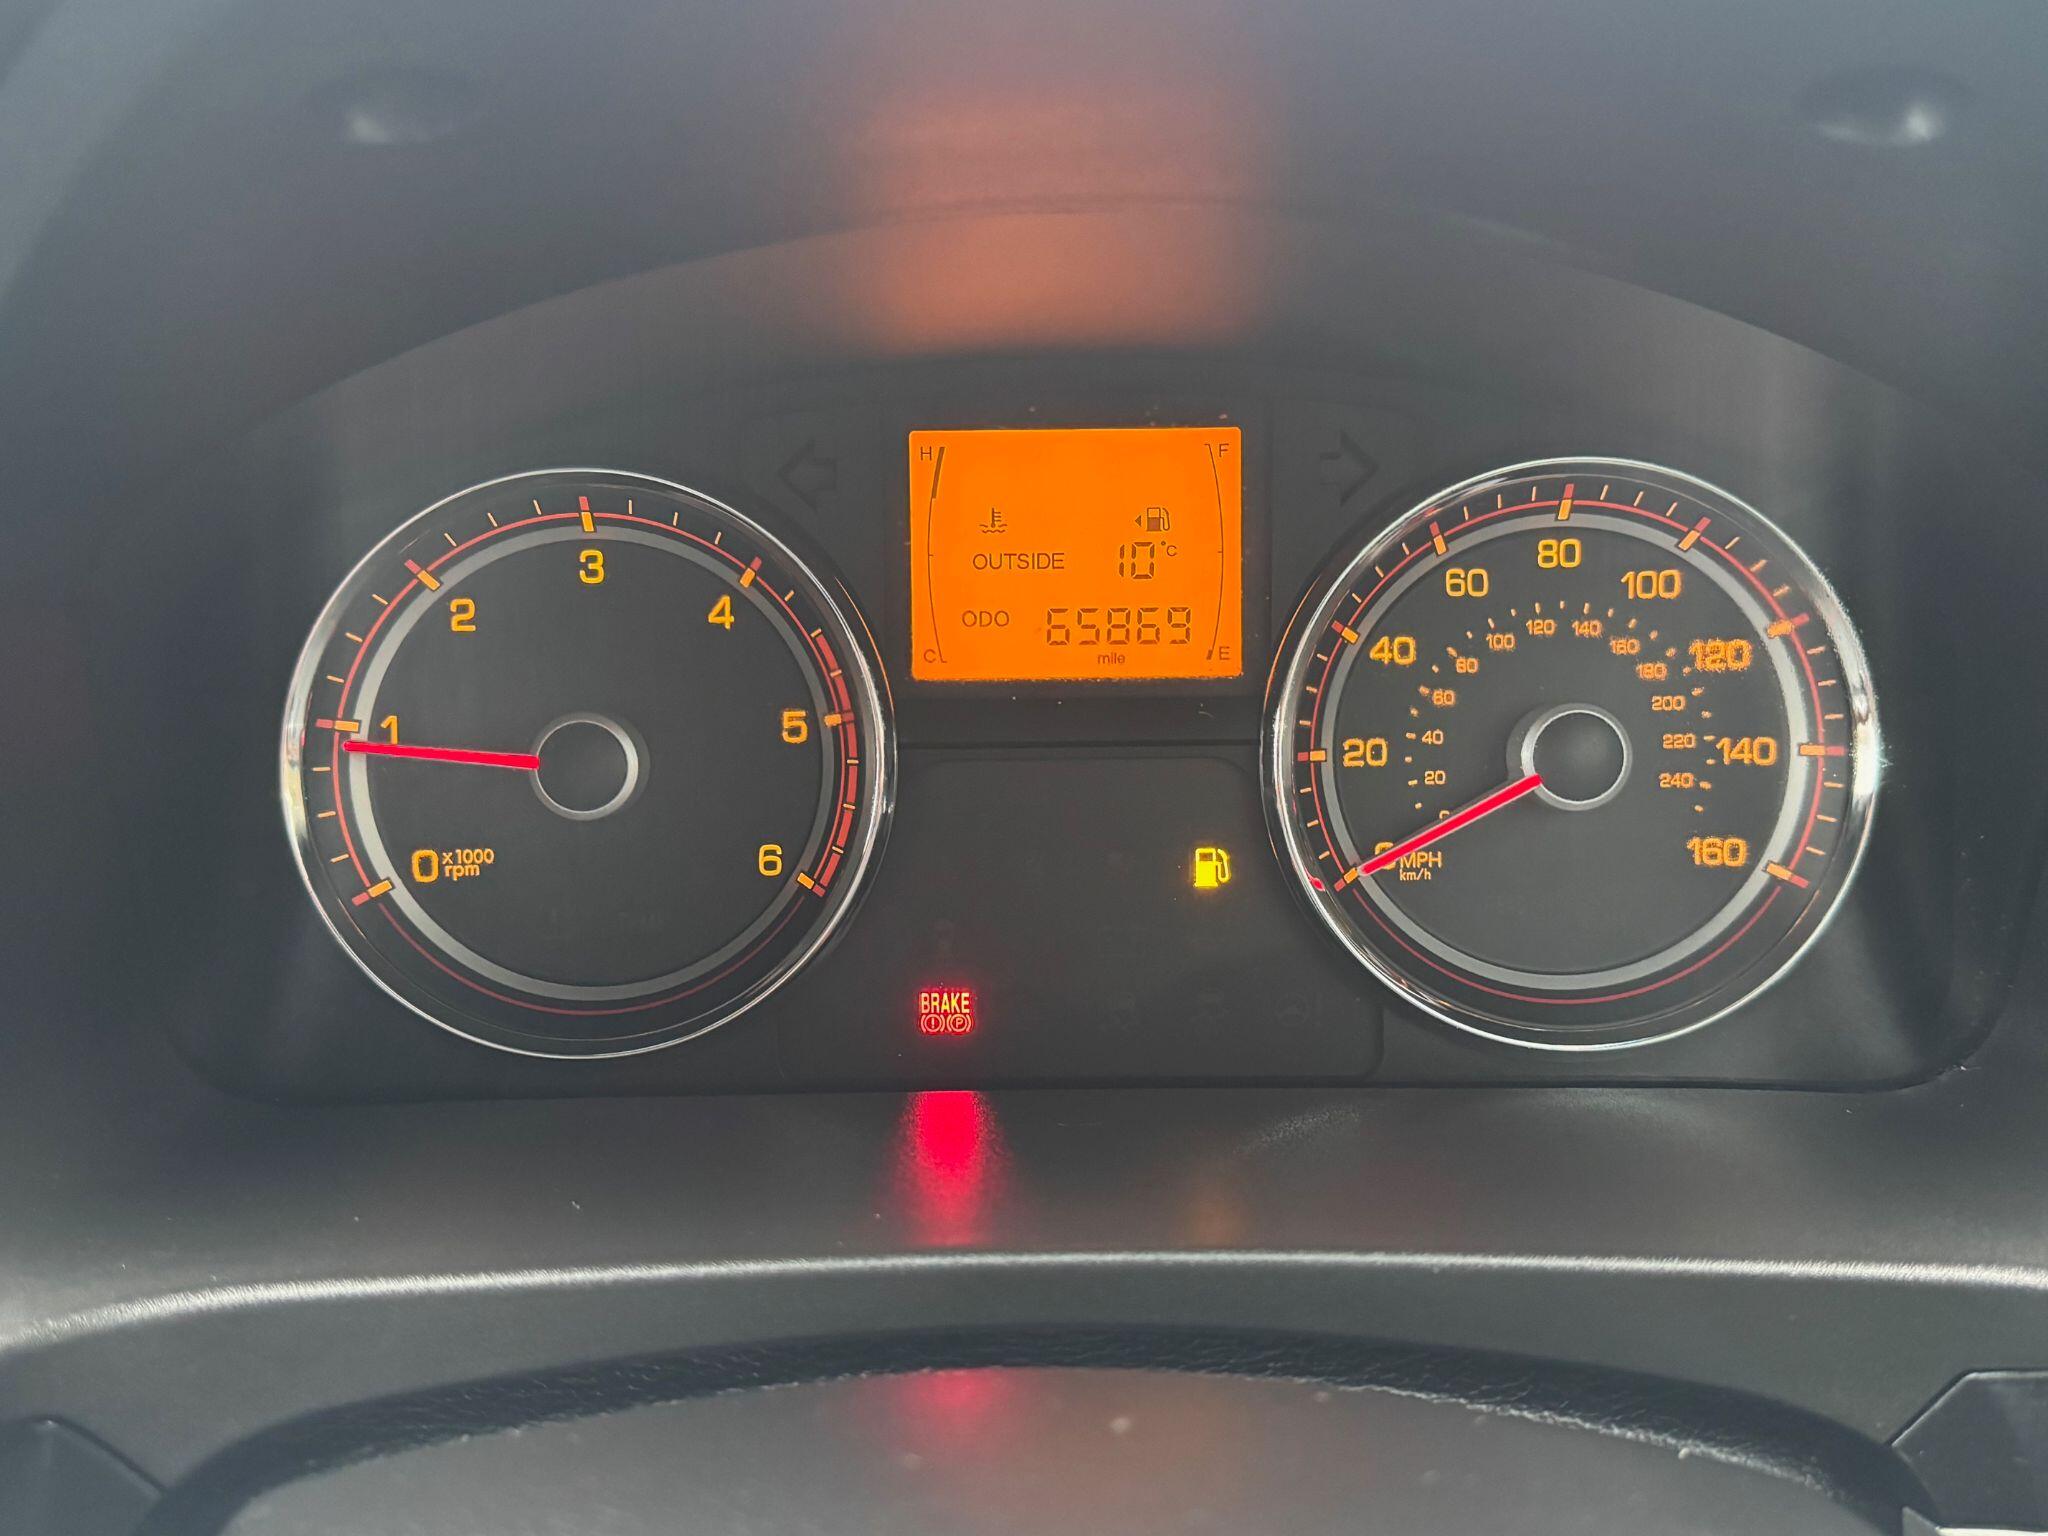 H F
OUTSIDE 10°C
ODO 65869
C mile E
0 1 2 3 4 5 6
x1000
rpm
0 20 40 60 80 100 120 140 160
MPH
km/h
0 20 40 60 80 100 120 140 160 180 200 220 240
BRAKE
(!) (P)